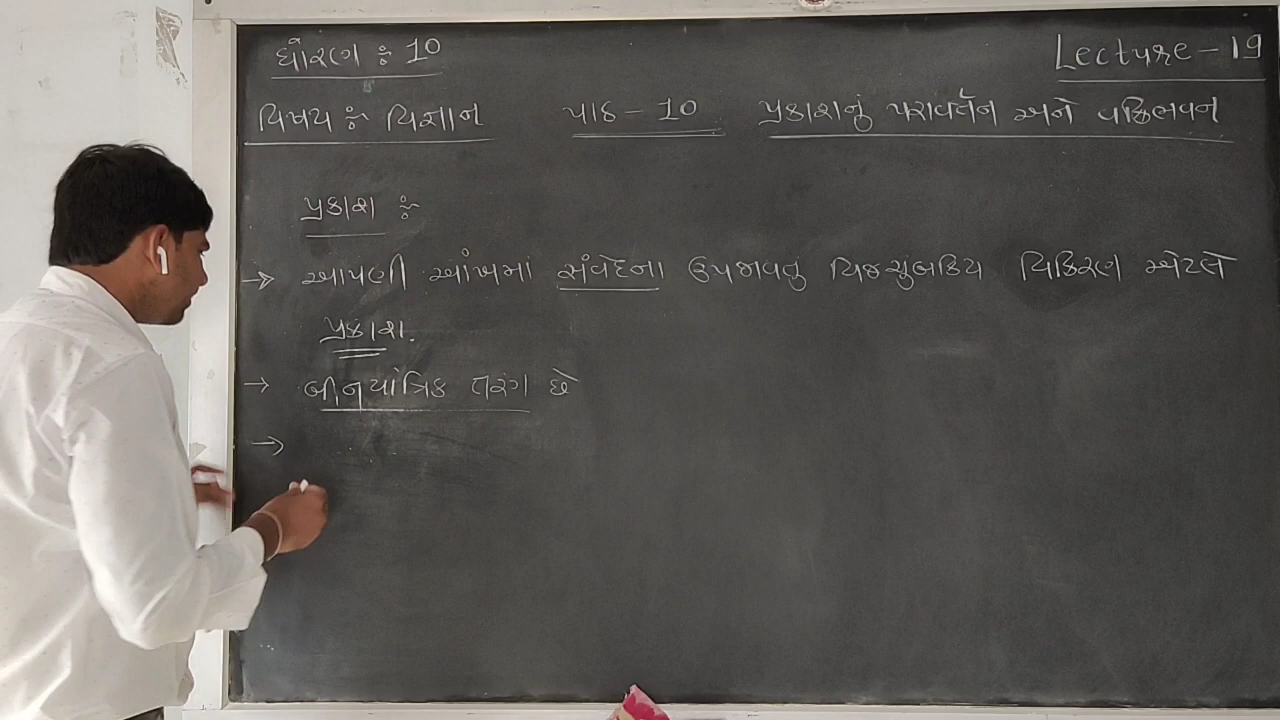 ધોરણ ઃ 10
Lecture - 19
વિષય ઃ વિજ્ઞાન પાઠ - 10 પ્રકાશનું પરાવર્તન અને વક્રિભવન
પ્રકાશ ઃ
→ આપણી આંખમાં સંવેદના ઉપજાવતુ વિજચુંબકિય વિકિરણ એટલે
પ્રકાશ.
→ બીનયાંત્રિક તરંગ છે
→